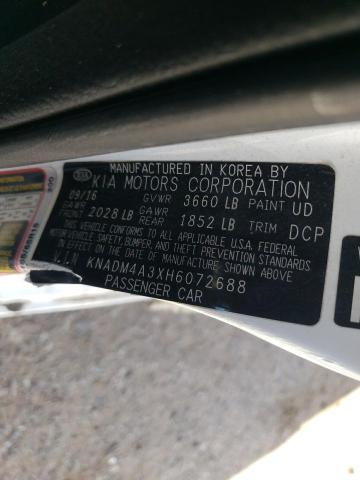 MANUFACTURED IN KOREA BY
KIA MOTORS CORPORATION
09/16 GVWR 3660 LB PAINT UD
GAWR FRONT 2028 LB GAWR REAR 1852 LB TRIM DCP
THIS VEHICLE CONFORMS TO ALL APPLICABLE U.S.A. FEDERAL
MOTOR VEHICLE SAFETY, BUMPER, AND THEFT PREVENTION
STANDARDS IN EFFECT ON THE DATE OF MANUFACTURE SHOWN ABOVE
VIN KNADM4A3XH6072688
PASSENGER CAR